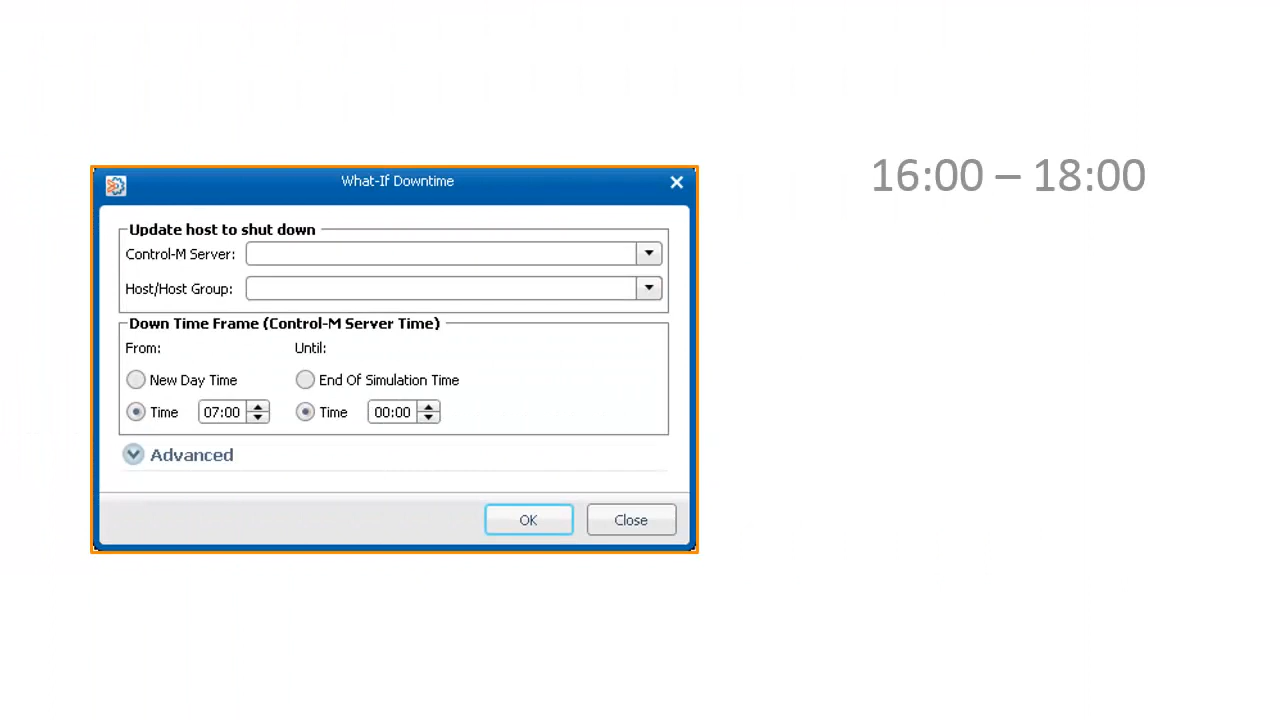 16:00 – 18:00
What-If Downtime
Update host to shut down
Control-M Server:
Host/Host Group:
Down Time Frame (Control-M Server Time)
From: Until:
New Day Time End Of Simulation Time
Time 07:00 Time 00:00
Advanced
OK Close